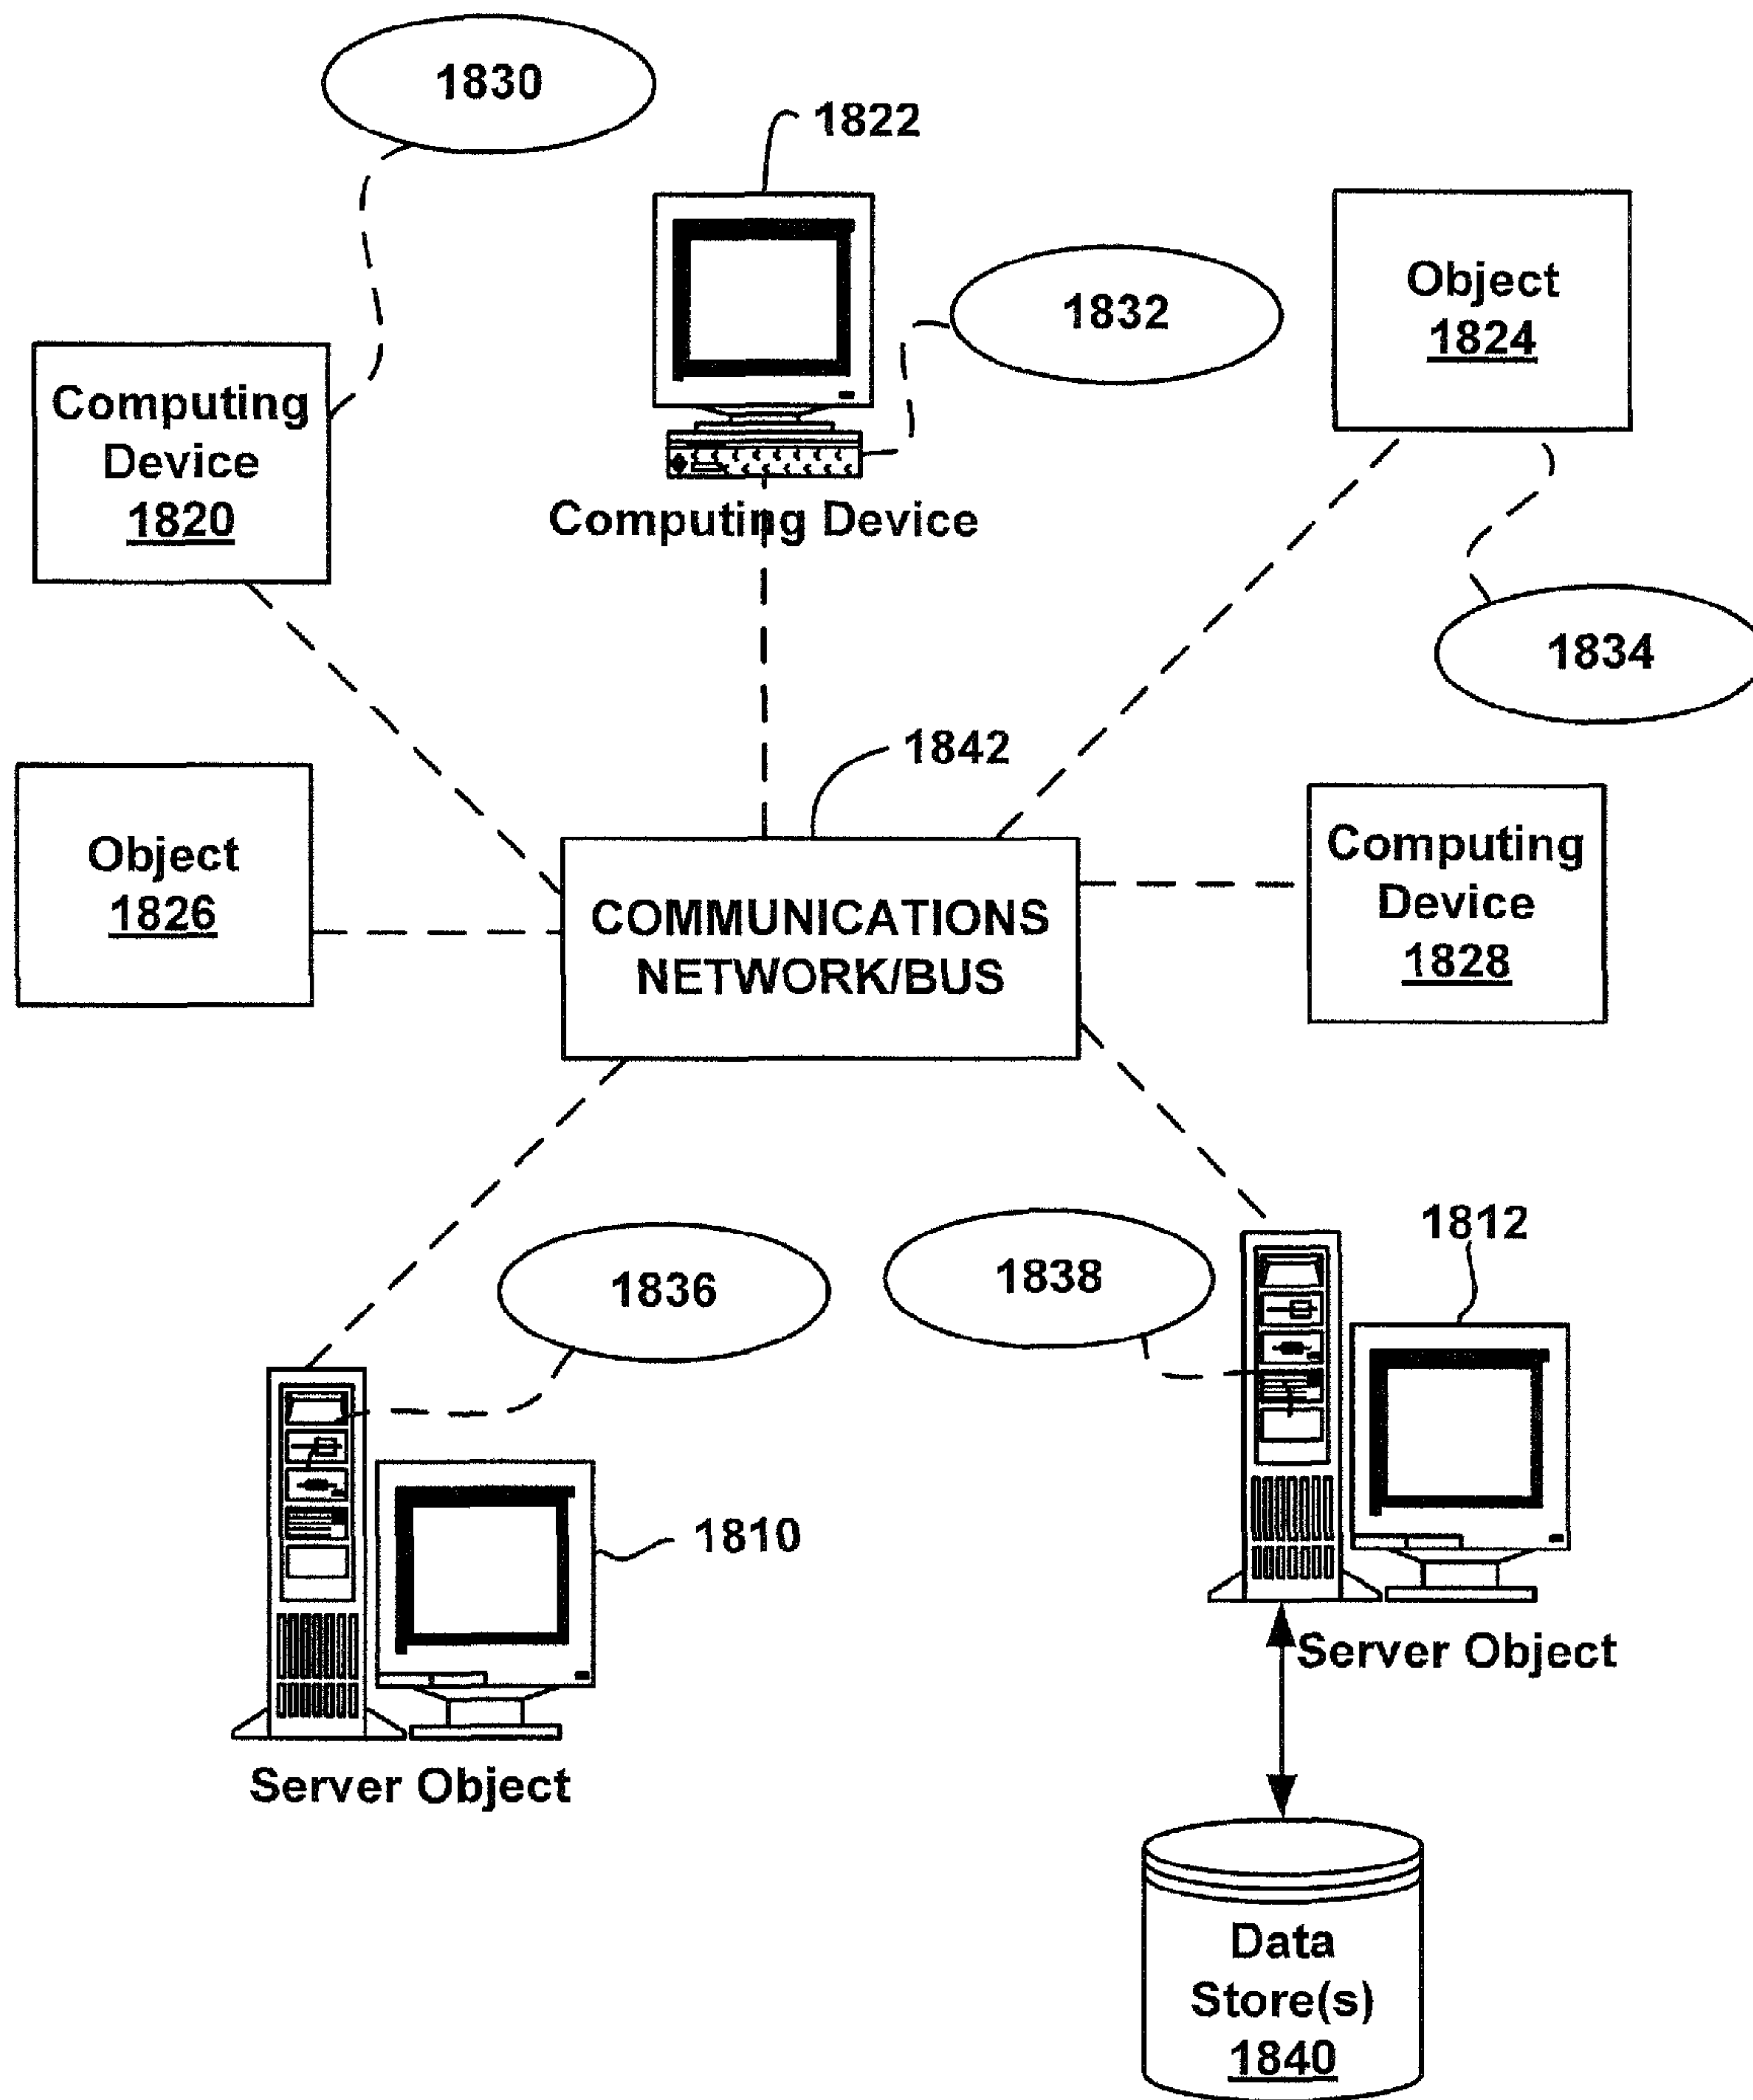 1830
1822
1832
Object
1824
Computing
Device
1820
Computing Device
1834
1842
Object
1826
COMMUNICATIONS
NETWORK/BUS
Computing
Device
1828
1836
1838
1812
1810
Server Object
Server Object
Data
Store(s)
1840